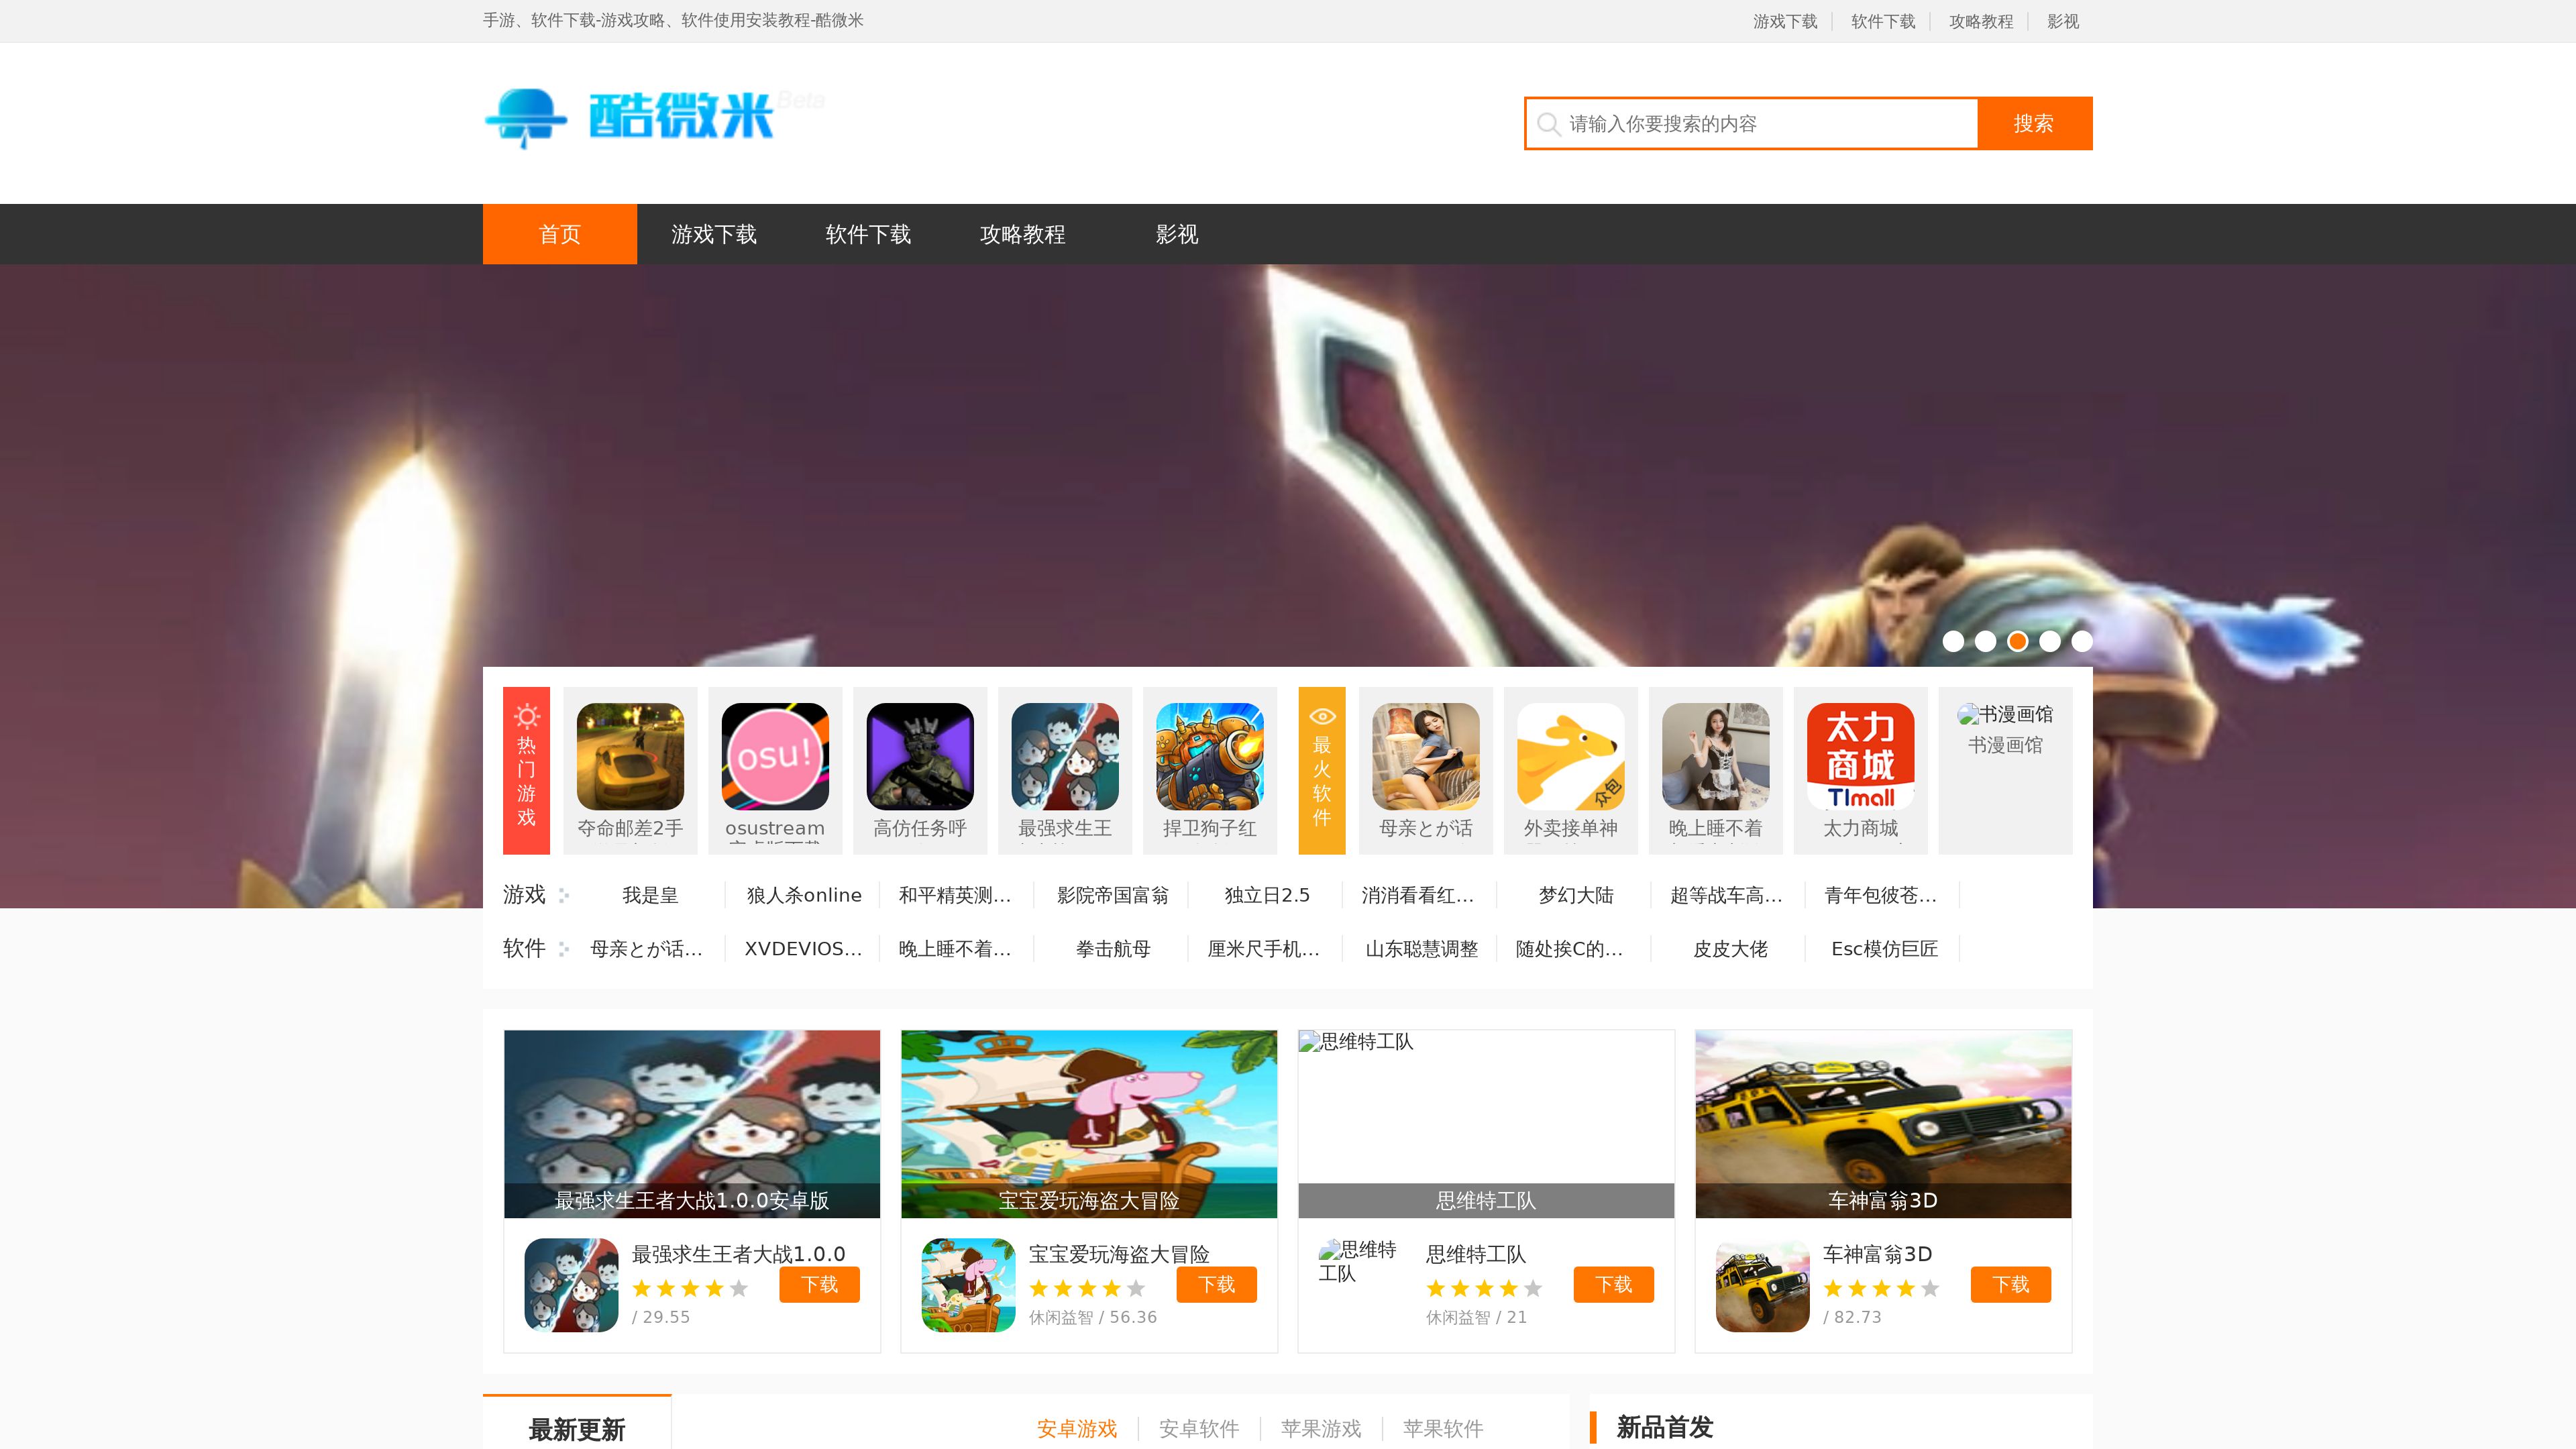 手游、软件下载-游戏攻略、软件使用安装教程-酷微米
游戏下载 软件下载 攻略教程 影视
酷微米 Beta
请输入你要搜索的内容 搜索
首页 游戏下载 软件下载 攻略教程 影视
热门游戏
夺命邮差2手
osu!
osustream
高仿任务呼
最强求生王
捍卫狗子红
最火软件
母亲とが话
众包
外卖接单神
晚上睡不着
太力
商城
TImall
太力商城
书漫画馆
书漫画馆
游戏 我是皇 狼人杀online 和平精英测... 影院帝国富翁 独立日2.5 消消看看红... 梦幻大陆 超等战车高... 青年包彼苍...
软件 母亲とが话... XVDEVIOS... 晚上睡不着... 拳击航母 厘米尺手机... 山东聪慧调整 随处挨C的... 皮皮大佬 Esc模仿巨匠
最强求生王者大战1.0.0安卓版
最强求生王者大战1.0.0
下载
/ 29.55
宝宝爱玩海盗大冒险
宝宝爱玩海盗大冒险
下载
休闲益智 / 56.36
思维特工队
思维特工队
思维特
工队
思维特工队
下载
休闲益智 / 21
车神富翁3D
车神富翁3D
下载
/ 82.73
最新更新 安卓游戏 安卓软件 苹果游戏 苹果软件
新品首发